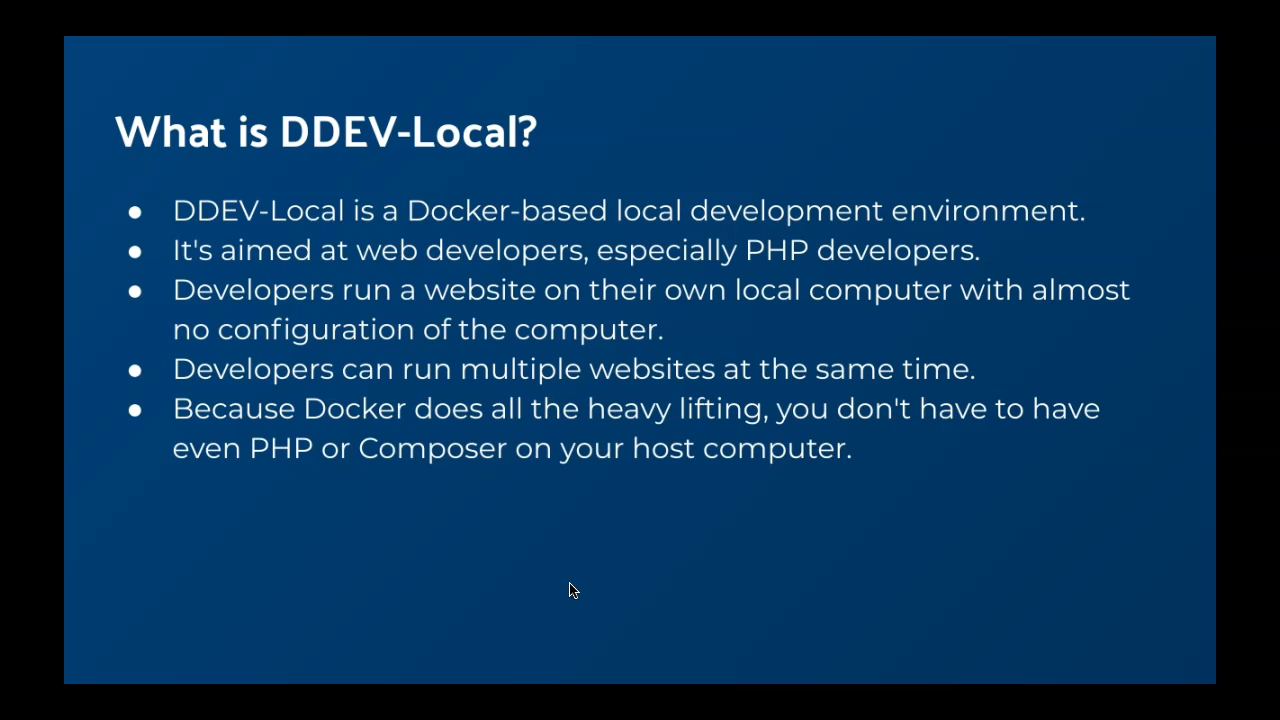 What is DDEV-Local?
● DDEV-Local is a Docker-based local development environment.
● It's aimed at web developers, especially PHP developers.
● Developers run a website on their own local computer with almost
no configuration of the computer.
● Developers can run multiple websites at the same time.
● Because Docker does all the heavy lifting, you don't have to have
even PHP or Composer on your host computer.